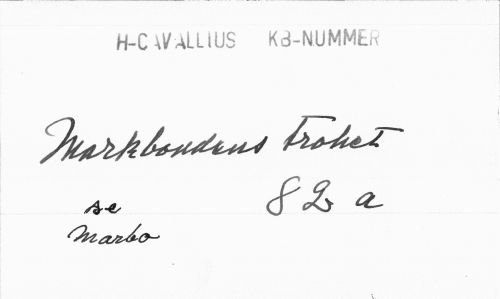 H-CAVALLIUS KB-NUMMER
Markbondens Trohet
se 82 a
Marbo